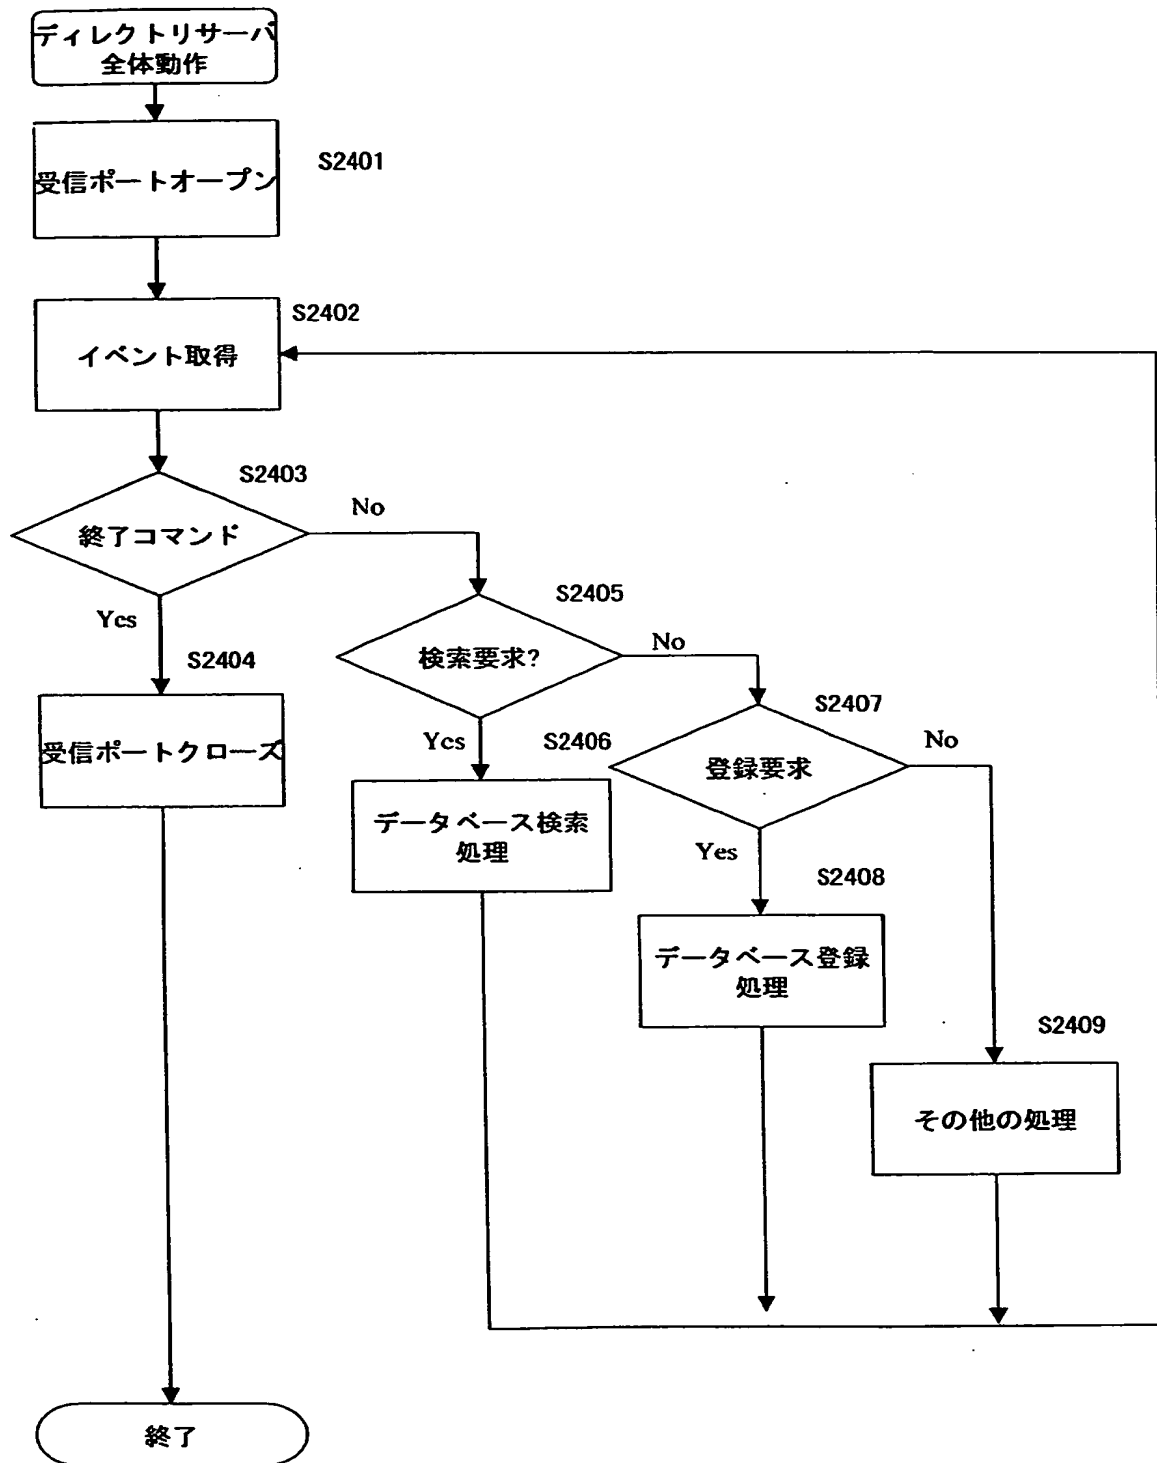 ディレクトリサーバ
全体動作
受信ポートオープン
S2401
イベント取得
S2402
終了コマンド
S2403
No
Yes
受信ポートクローズ
S2404
検索要求?
S2405
No
Yes
データベース検索
処理
S2406
登録要求
S2407
No
Yes
データベース登録
処理
S2408
その他の処理
S2409
終了